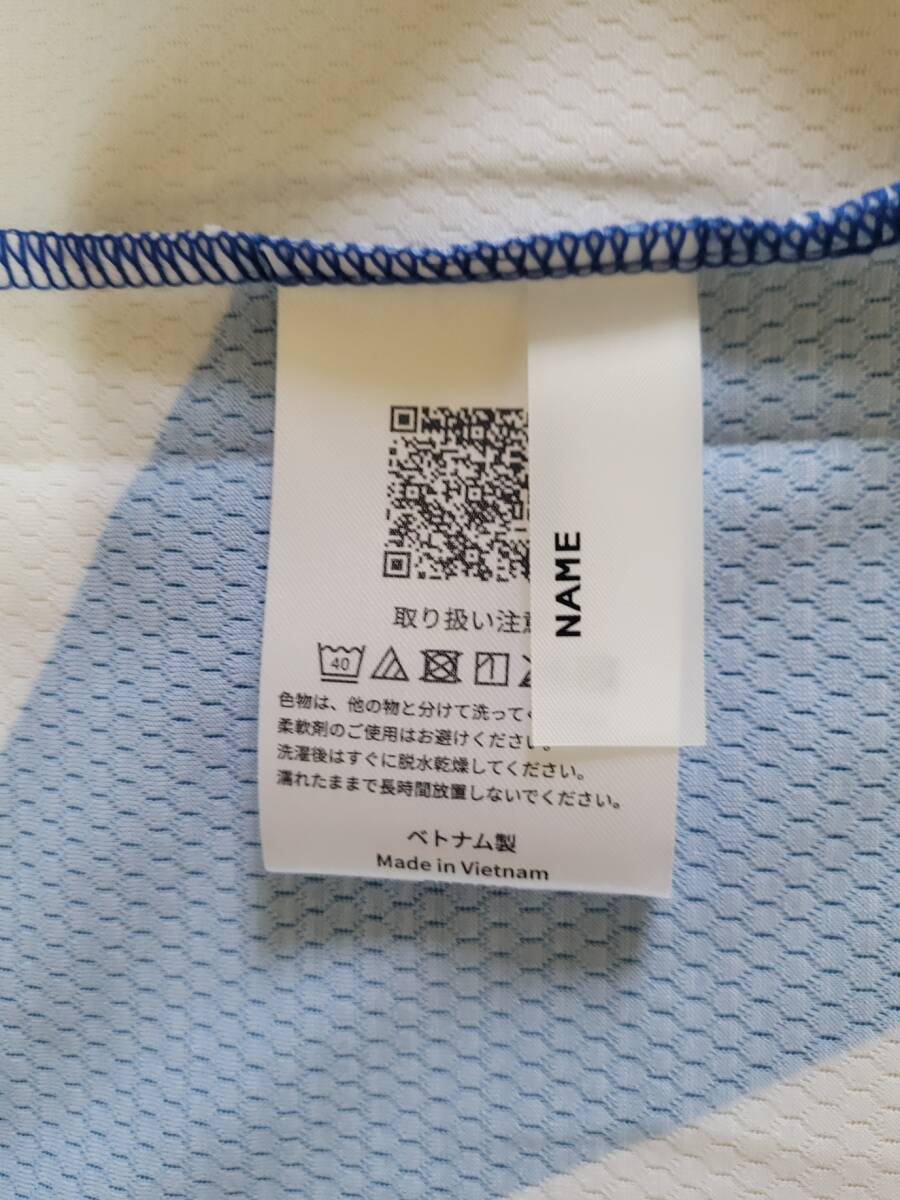 NAME
取り扱い注意
40
色物は、他の物と分けて洗って
柔軟剤のご使用はお避けください。
洗濯後はすぐに脱水乾燥してください。
濡れたままで長時間放置しないでください。
ベトナム製
Made in Vietnam